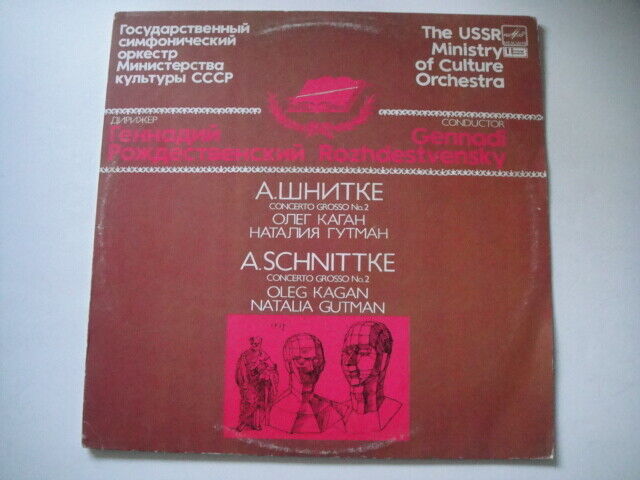 Государственный
симфонический
оркестр
Министерства
культуры СССР
The USSR
Ministry
of Culture
Orchestra
ДИРИЖЕР
Геннадий
Рождественский
CONDUCTOR
Gennadi
Rozhdestvensky
А.ШНИТКЕ
CONCERTO GROSSO No.2
ОЛЕГ КАГАН
НАТАЛИЯ ГУТМАН
A.SCHNITTKE
CONCERTO GROSSO No.2
OLEG KAGAN
NATALIA GUTMAN